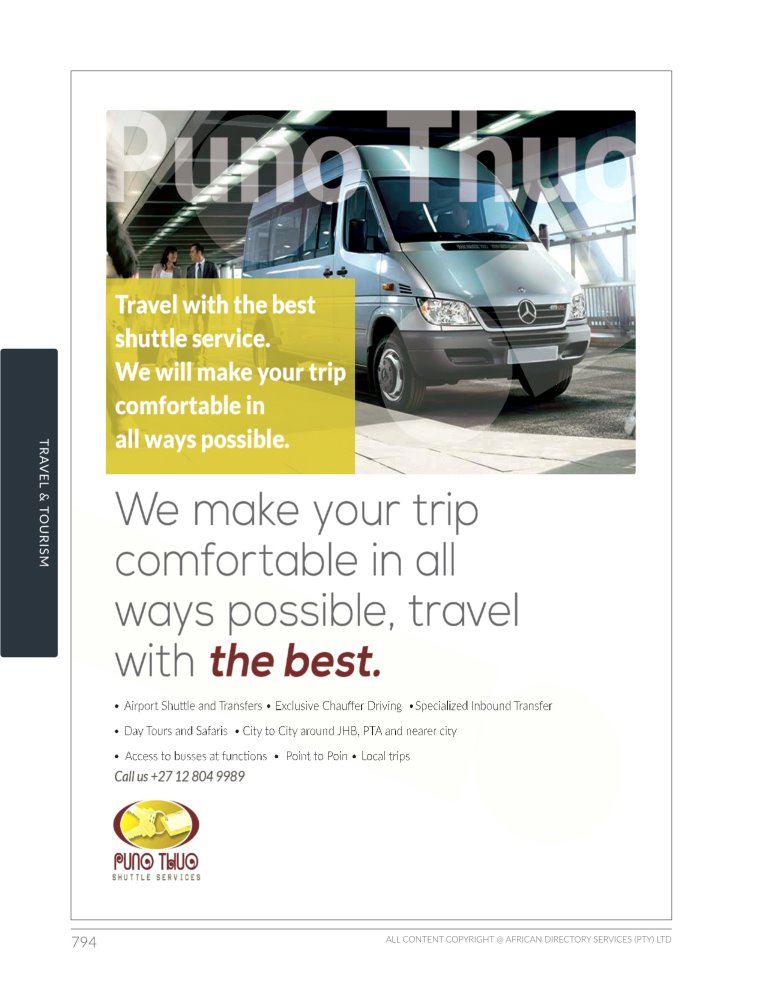 Puno Thuo
Travel with the best
shuttle service.
We will make your trip
comfortable in
all ways possible.
We make your trip
comfortable in all
ways possible, travel
with the best.
• Airport Shuttle and Transfers • Exclusive Chauffer Driving •Specialized Inbound Transfer
• Day Tours and Safaris • City to City around JHB, PTA and nearer city
• Access to busses at functions • Point to Poin • Local trips
Call us +27 12 804 9989
PUNO THUO
SHUTTLE SERVICES
TRAVEL & TOURISM
794
ALL CONTENT COPYRIGHT @ AFRICAN DIRECTORY SERVICES (PTY) LTD